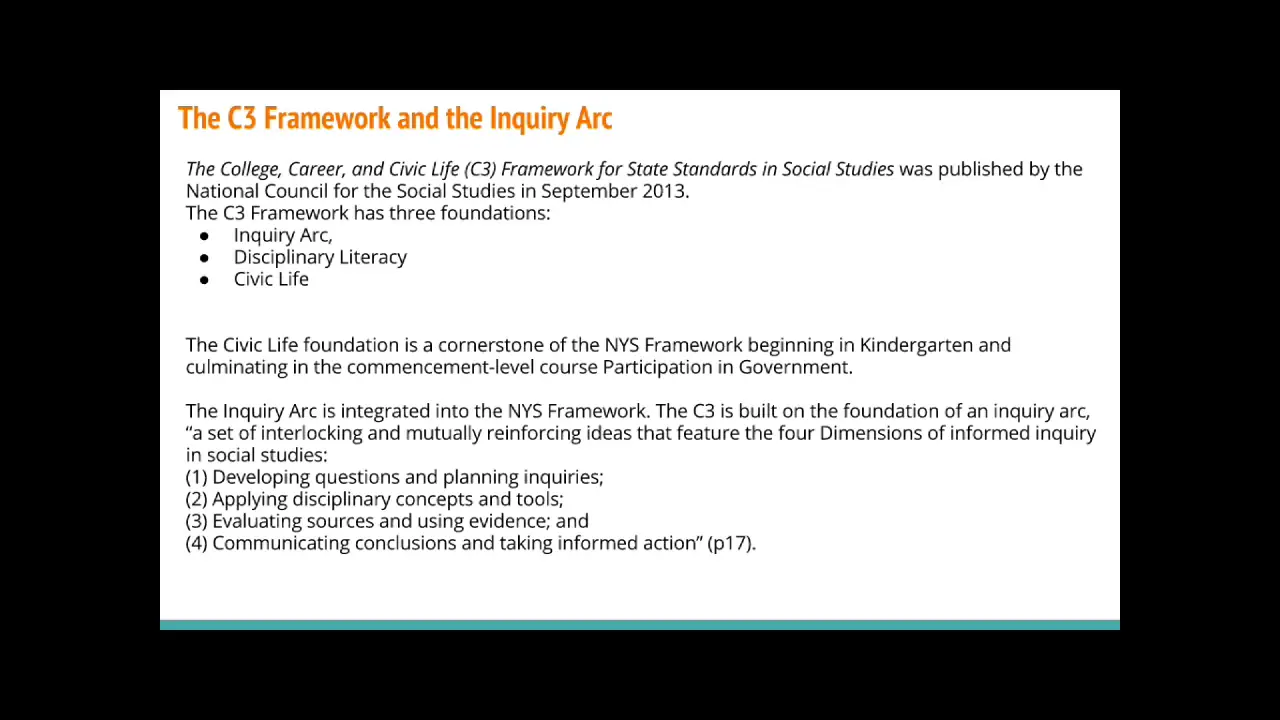 The C3 Framework and the Inquiry Arc
The College, Career, and Civic Life (C3) Framework for State Standards in Social Studies was published by the
National Council for the Social Studies in September 2013.
The C3 Framework has three foundations:
● Inquiry Arc,
● Disciplinary Literacy
● Civic Life
The Civic Life foundation is a cornerstone of the NYS Framework beginning in Kindergarten and
culminating in the commencement-level course Participation in Government.
The Inquiry Arc is integrated into the NYS Framework. The C3 is built on the foundation of an inquiry arc,
“a set of interlocking and mutually reinforcing ideas that feature the four Dimensions of informed inquiry
in social studies:
(1) Developing questions and planning inquiries;
(2) Applying disciplinary concepts and tools;
(3) Evaluating sources and using evidence; and
(4) Communicating conclusions and taking informed action” (p17).